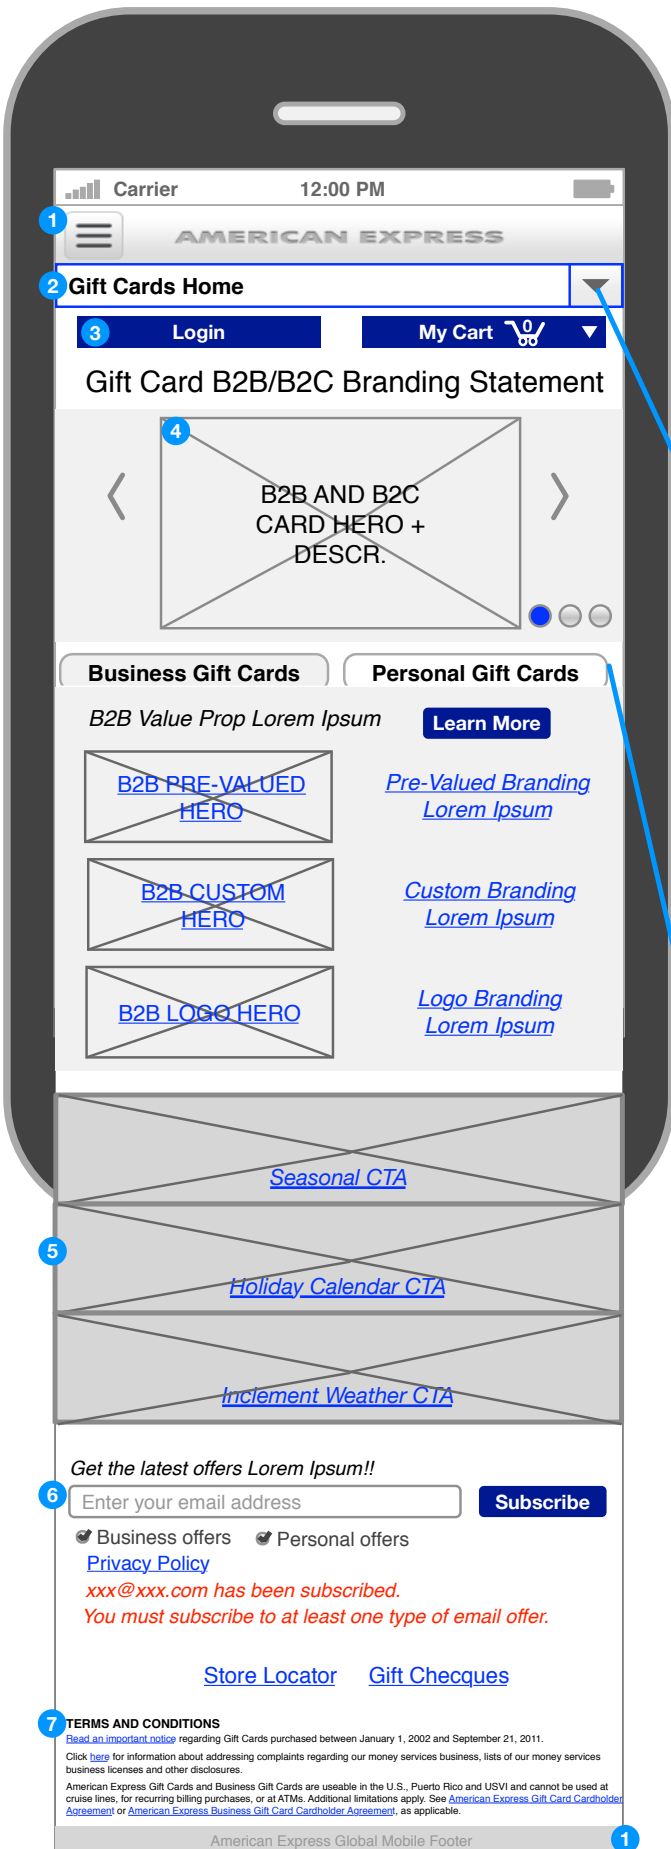 Carrier 12:00 PM
1
AMERICAN EXPRESS
2 Gift Cards Home
3 Login My Cart 0
Gift Card B2B/B2C Branding Statement
4
B2B AND B2C
CARD HERO +
DESCR.
Business Gift Cards Personal Gift Cards
B2B Value Prop Lorem Ipsum Learn More
B2B PRE-VALUED
HERO
Pre-Valued Branding
Lorem Ipsum
B2B CUSTOM
HERO
Custom Branding
Lorem Ipsum
B2B LOGO HERO
Logo Branding
Lorem Ipsum
Seasonal CTA
5
Holiday Calendar CTA
Inclement Weather CTA
Get the latest offers Lorem Ipsum!!
6 Enter your email address Subscribe
Business offers Personal offers
Privacy Policy
xxx@xxx.com has been subscribed.
You must subscribe to at least one type of email offer.
Store Locator Gift Checques
7 TERMS AND CONDITIONS
Read an important notice regarding Gift Cards purchased between January 1, 2002 and September 21, 2011.
Click here for information about addressing complaints regarding our money services business, lists of our money services
business licenses and other disclosures.
American Express Gift Cards and Business Gift Cards are useable in the U.S., Puerto Rico and USVI and cannot be used at
cruise lines, for recurring billing purchases, or at ATMs. Additional limitations apply. See American Express Gift Card Cardholder
Agreement or American Express Business Gift Card Cardholder Agreement, as applicable.
American Express Global Mobile Footer 1